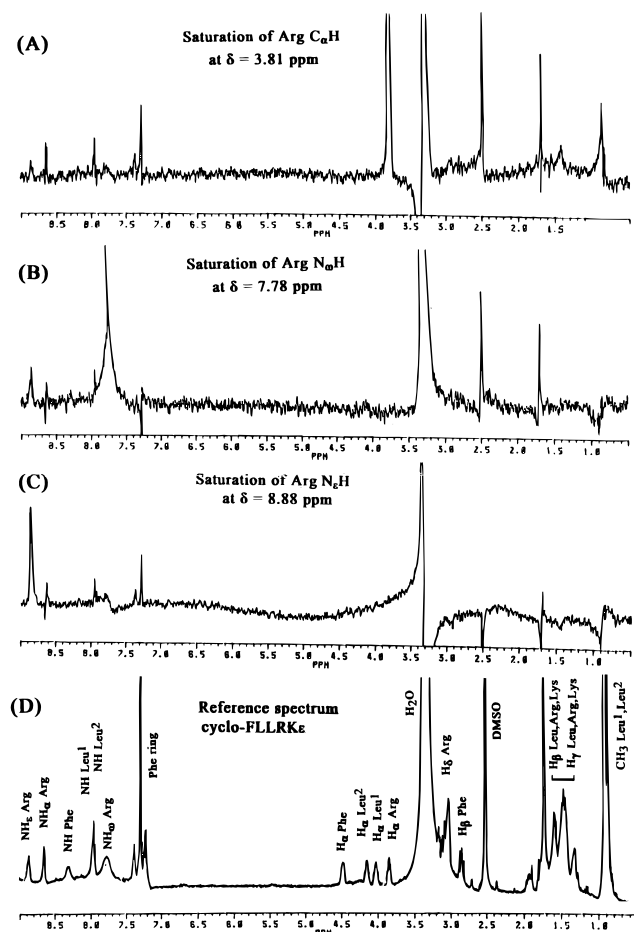 (A)
Saturation of Arg CαH
at δ = 3.81 ppm
8.5 8.0 7.5 7.0 6.5 6.0 5.5 5.0 4.5 4.0 3.5 3.0 2.5 2.0 1.5
PPM
(B)
Saturation of Arg NωH
at δ = 7.78 ppm
8.5 8.0 7.5 7.0 6.5 6.0 5.5 5.0 4.5 4.0 3.5 3.0 2.5 2.0 1.5 1.0
PPM
(C)
Saturation of Arg NεH
at δ = 8.88 ppm
8.5 8.0 7.5 7.0 6.5 6.0 5.5 5.0 4.5 4.0 3.5 3.0 2.5 2.0 1.5 1.0
PPM
(D)
Reference spectrum
cyclo-FLLRKε
NHε Arg
NHα Arg
NH Phe
NH Leu¹
NH Leu²
NHω Arg
Phe ring
Hα Phe
Hα Leu²
Hα Leu¹
Hα Arg
H₂O
Hδ Arg
Hβ Phe
DMSO
Hβ Leu,Arg,Lys
Hγ Leu,Arg,Lys
CH₃ Leu¹,Leu²
8.5 8.0 7.5 7.0 6.5 6.0 5.5 5.0 4.5 4.0 3.5 3.0 2.5 2.0 1.5 1.0
PPM